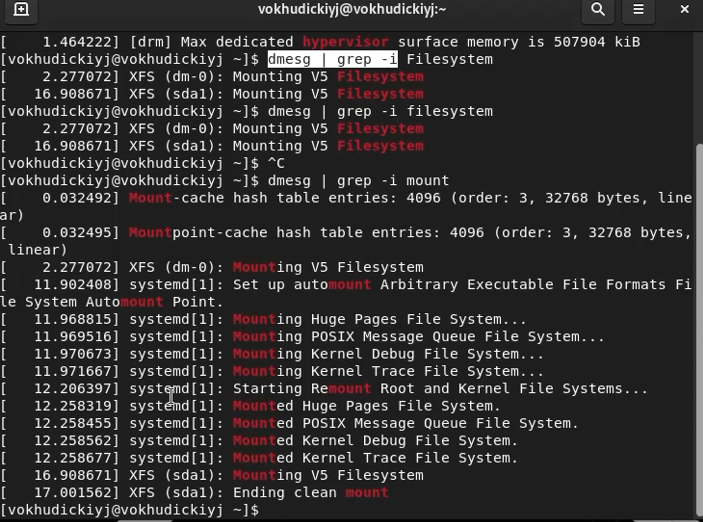 vokhudickiyj@vokhudickiyj:~
[    1.464222] [drm] Max dedicated hypervisor surface memory is 507904 kiB
[vokhudickiyj@vokhudickiyj ~]$ dmesg | grep -i Filesystem
[    2.277072] XFS (dm-0): Mounting V5 Filesystem
[   16.908671] XFS (sda1): Mounting V5 Filesystem
[vokhudickiyj@vokhudickiyj ~]$ dmesg | grep -i filesystem
[    2.277072] XFS (dm-0): Mounting V5 Filesystem
[   16.908671] XFS (sda1): Mounting V5 Filesystem
[vokhudickiyj@vokhudickiyj ~]$ ^C
[vokhudickiyj@vokhudickiyj ~]$ dmesg | grep -i mount
[    0.032492] Mount-cache hash table entries: 4096 (order: 3, 32768 bytes, line
ar)
[    0.032495] Mountpoint-cache hash table entries: 4096 (order: 3, 32768 bytes,
 linear)
[    2.277072] XFS (dm-0): Mounting V5 Filesystem
[   11.902408] systemd[1]: Set up automount Arbitrary Executable File Formats Fi
le System Automount Point.
[   11.968815] systemd[1]: Mounting Huge Pages File System...
[   11.969516] systemd[1]: Mounting POSIX Message Queue File System...
[   11.970673] systemd[1]: Mounting Kernel Debug File System...
[   11.971667] systemd[1]: Mounting Kernel Trace File System...
[   12.206397] systemd[1]: Starting Remount Root and Kernel File Systems...
[   12.258319] systemd[1]: Mounted Huge Pages File System.
[   12.258455] systemd[1]: Mounted POSIX Message Queue File System.
[   12.258562] systemd[1]: Mounted Kernel Debug File System.
[   12.258677] systemd[1]: Mounted Kernel Trace File System.
[   16.908671] XFS (sda1): Mounting V5 Filesystem
[   17.001562] XFS (sda1): Ending clean mount
[vokhudickiyj@vokhudickiyj ~]$